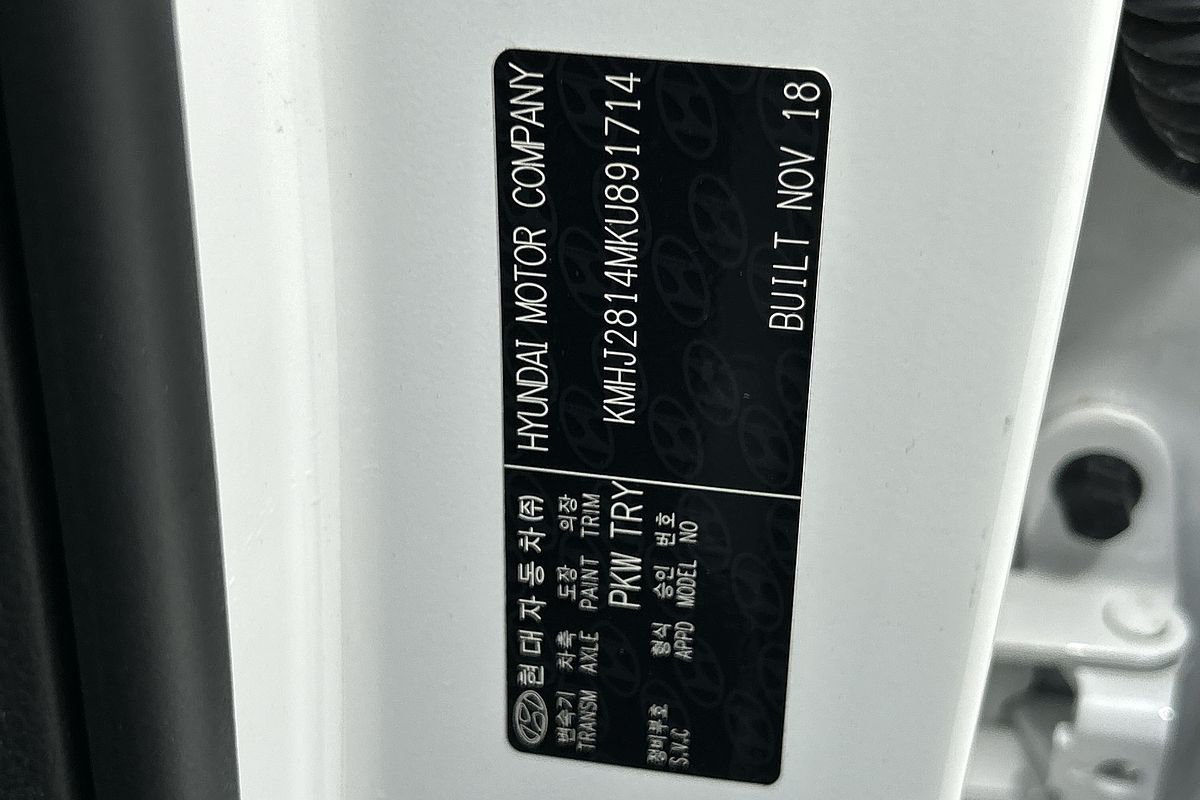 현대자동차(주)
HYUNDAI MOTOR COMPANY
변속기 차축 도장 의장
TRANSM AXLE PAINT TRIM
PKW TRY
KMHJ2814MKU891714
정비부호 형식 승인 번호
S.V.C APPD MODEL NO
BUILT NOV 18